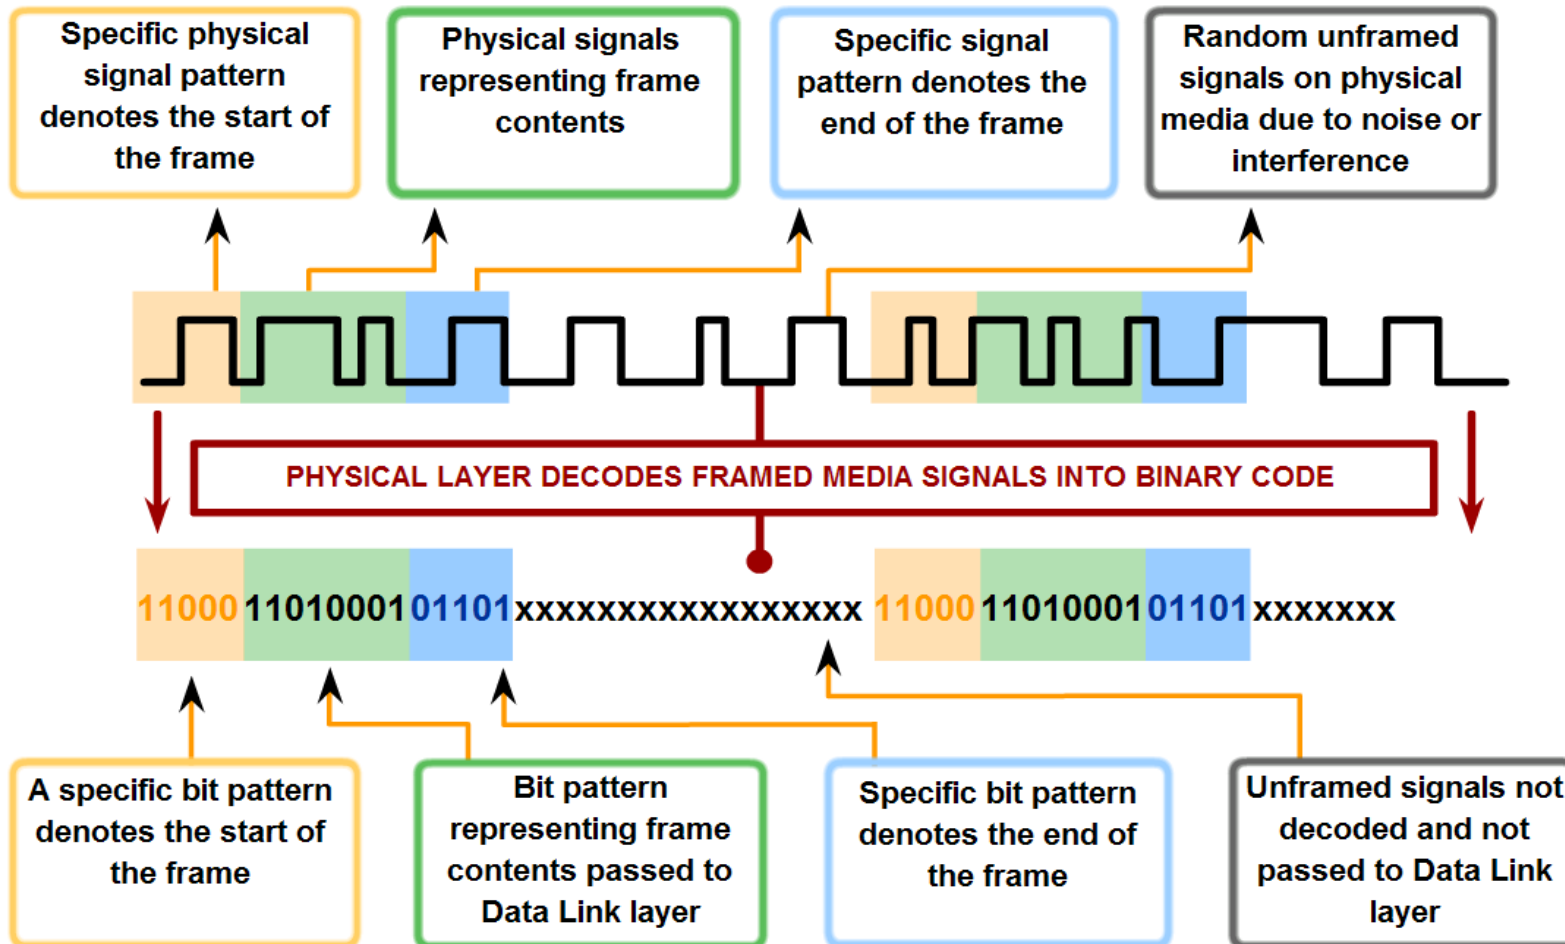 Specific physical
signal pattern
denotes the start of
the frame
Physical signals
representing frame
contents
Specific signal
pattern denotes the
end of the frame
Random unframed
signals on physical
media due to noise or
interference
PHYSICAL LAYER DECODES FRAMED MEDIA SIGNALS INTO BINARY CODE
11000 11010001 01101 xxxxxxxxxxxxxxxxx 11000 11010001 01101 xxxxxxx
A specific bit pattern
denotes the start of
the frame
Bit pattern
representing frame
contents passed to
Data Link layer
Specific bit pattern
denotes the end of
the frame
Unframed signals not
decoded and not
passed to Data Link
layer